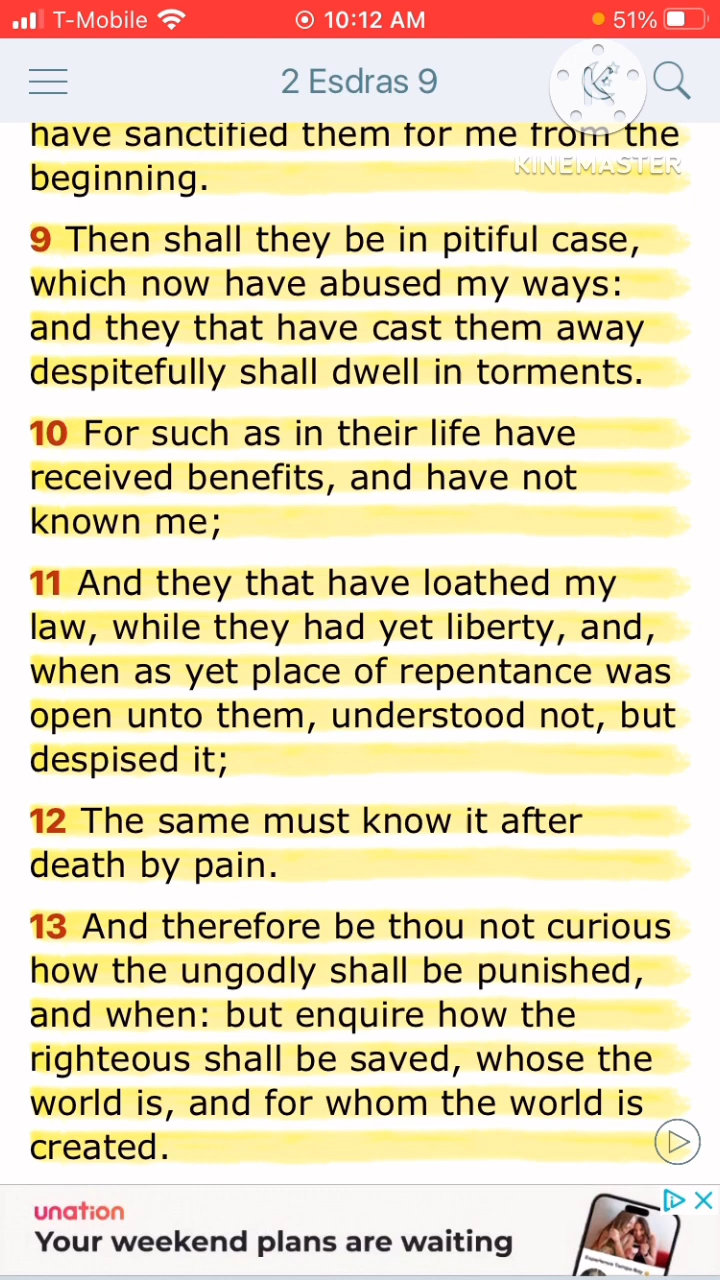 T-Mobile 10:12 AM 51%
2 Esdras 9
KINEMASTER
have sanctified them for me from the
beginning.
9 Then shall they be in pitiful case,
which now have abused my ways:
and they that have cast them away
despitefully shall dwell in torments.
10 For such as in their life have
received benefits, and have not
known me;
11 And they that have loathed my
law, while they had yet liberty, and,
when as yet place of repentance was
open unto them, understood not, but
despised it;
12 The same must know it after
death by pain.
13 And therefore be thou not curious
how the ungodly shall be punished,
and when: but enquire how the
righteous shall be saved, whose the
world is, and for whom the world is
created.
unation
Your weekend plans are waiting